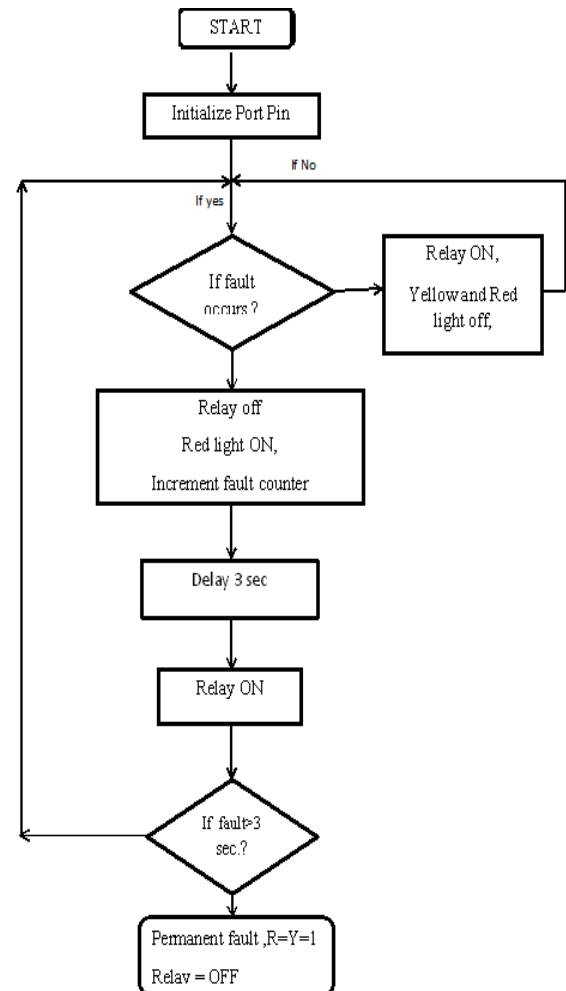 START
Initialize Port Pin
If No
If yes
If fault
occurs ?
Relay ON,
Yellow and Red
light off,
Relay off
Red light ON,
Increment fault counter
Delay 3 sec
Relay ON
If fault>3
sec.?
Permanent fault ,R=Y=1
Relay = OFF